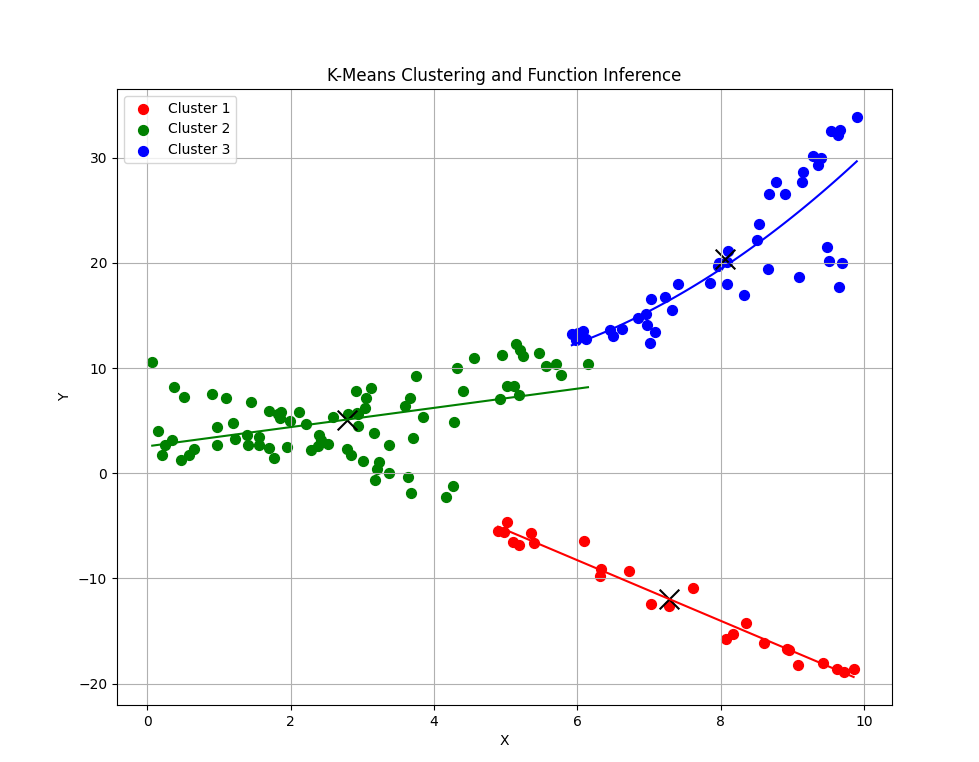 K-Means Clustering and Function Inference
Cluster 1
Cluster 2
Cluster 3
30
20
10
0
−10
−20
Y
0 2 4 6 8 10
X